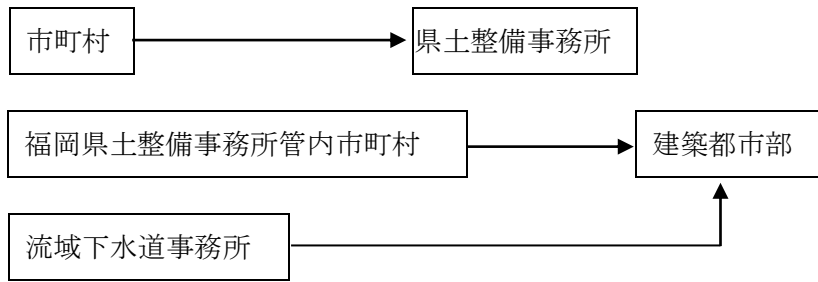 市町村
県土整備事務所
福岡県土整備事務所管内市町村
建築都市部
流域下水道事務所